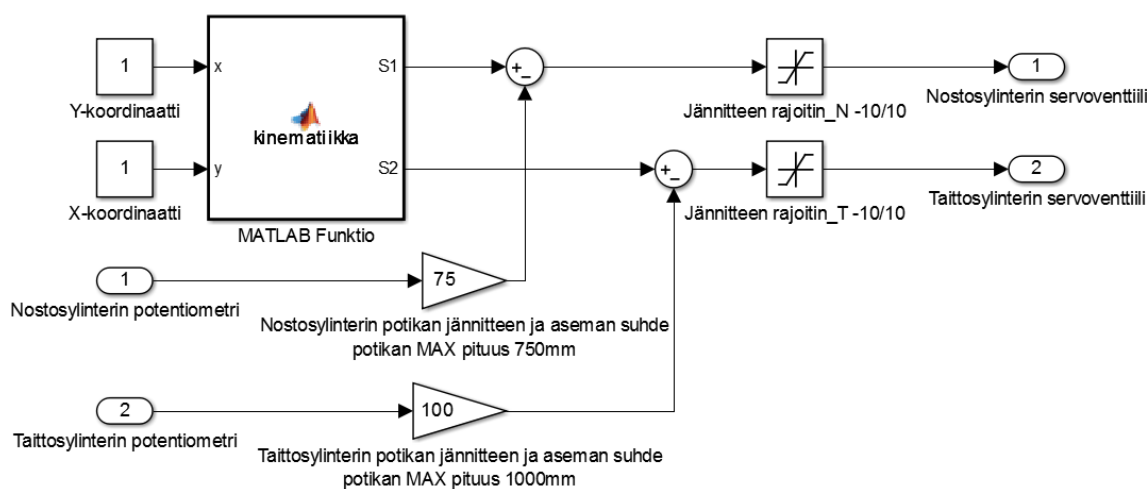 1
Y-koordinaatti
1
X-koordinaatti
x
y
kinematiikka
S1
S2
MATLAB Funktio
+
−
+
−
Jännitteen rajoitin_N -10/10
1
Nostosylinterin servoventtiili
Jännitteen rajoitin_T -10/10
2
Taittosylinterin servoventtiili
1
Nostosylinterin potentiometri
75
Nostosylinterin potikan jännitteen ja aseman suhde
potikan MAX pituus 750mm
2
Taittosylinterin potentiometri
100
Taittosylinterin potikan jännitteen ja aseman suhde
potikan MAX pituus 1000mm